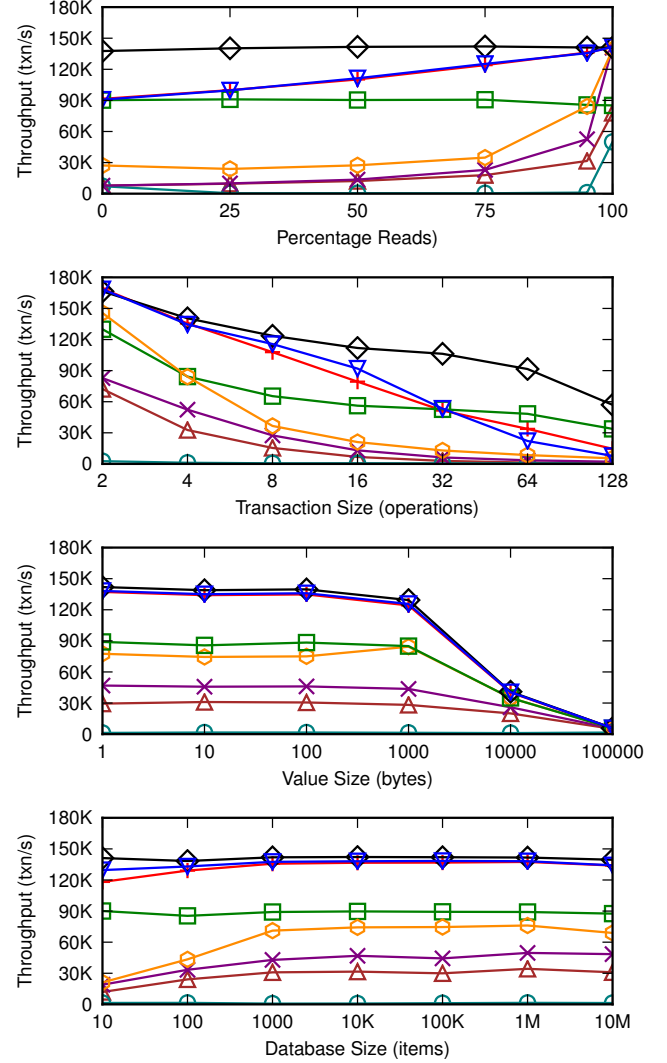 180K
150K
120K
90K
60K
30K
0
Throughput (txn/s)
0 25 50 75 100
Percentage Reads)
180K
150K
120K
90K
60K
30K
0
Throughput (txn/s)
2 4 8 16 32 64 128
Transaction Size (operations)
180K
150K
120K
90K
60K
30K
0
Throughput (txn/s)
1 10 100 1000 10000 100000
Value Size (bytes)
180K
150K
120K
90K
60K
30K
0
Throughput (txn/s)
10 100 1000 10K 100K 1M 10M
Database Size (items)